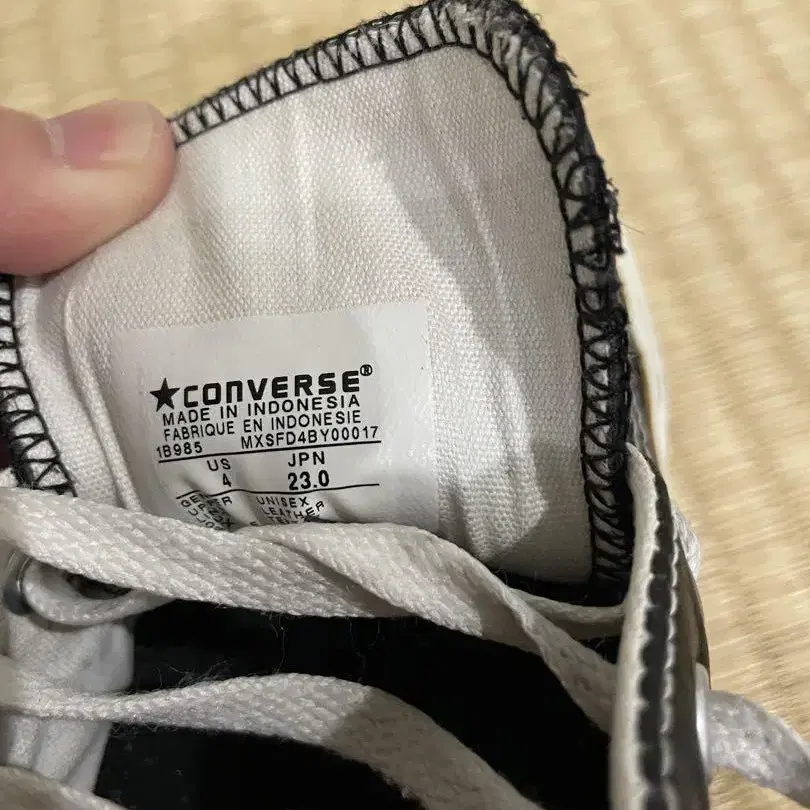 ★CONVERSE®
MADE IN INDONESIA
FABRIQUE EN INDONESIE
1B985 MXSFD4BY00017
US JPN
4 23.0
UNISEX
LEATHER